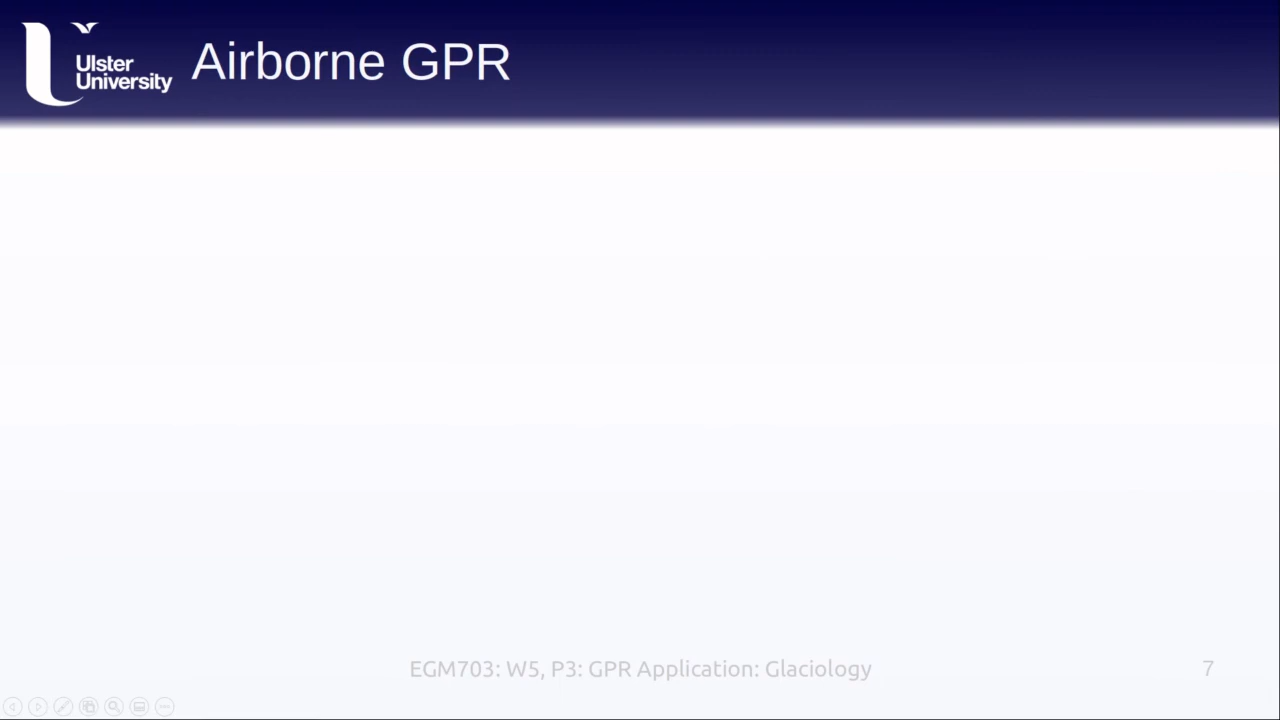 Ulster
University
Airborne GPR
EGM703: W5, P3: GPR Application: Glaciology
7